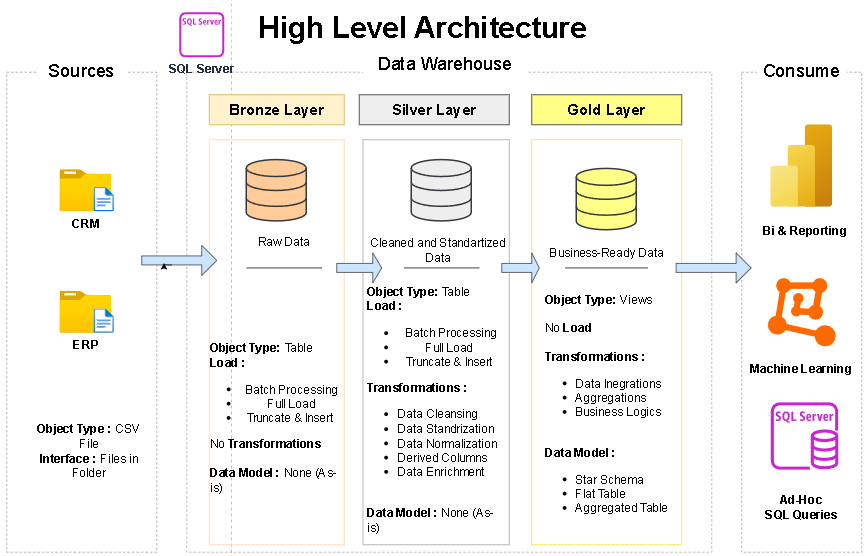 High Level Architecture
SQL Server
SQL Server
Sources
Data Warehouse
Consume
CRM
ERP
Object Type : CSV
File
Interface : Files in
Folder
Bronze Layer
Raw Data
Object Type: Table
Load :
Batch Processing
Full Load
Truncate & Insert
No Transformations
Data Model : None (As-
is)
Silver Layer
Cleaned and Standartized
Data
Object Type: Table
Load :
Batch Processing
Full Load
Truncate & Insert
Transformations :
Data Cleansing
Data Standrization
Data Normalization
Derived Columns
Data Enrichment
Data Model : None (As-
is)
Gold Layer
Business-Ready Data
Object Type: Views
No Load
Transformations :
Data Inegrations
Aggregations
Business Logics
Data Model :
Star Schema
Flat Table
Aggregated Table
Bi & Reporting
Machine Learning
SQL Server
Ad-Hoc
SQL Queries